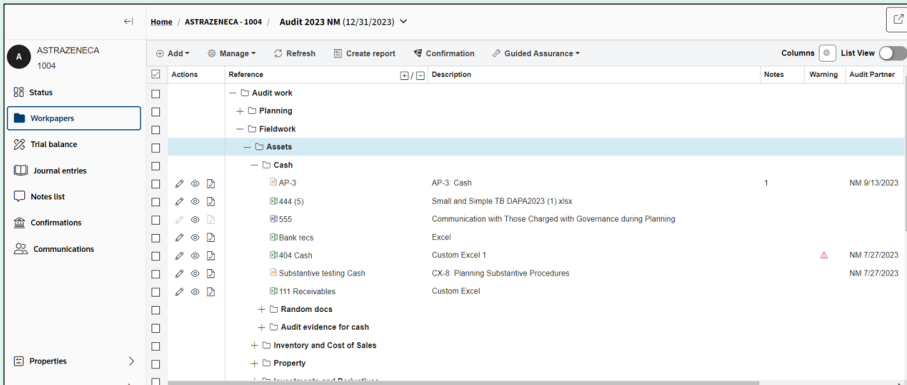 Home / ASTRAZENECA - 1004 / Audit 2023 NM (12/31/2023)
A
ASTRAZENECA
1004
Status
Workpapers
Trial balance
Journal entries
Notes list
Confirmations
Communications
Properties
Add Manage Refresh Create report Confirmation Guided Assurance Columns List View
Actions Reference + / - Description Notes Warning Audit Partner
Audit work
Planning
Fieldwork
Assets
Cash
AP-3 AP-3: Cash 1 NM 9/13/2023
444 (5) Small and Simple TB DAPA2023 (1).xlsx
555 Communication with Those Charged with Governance during Planning
Bank recs Excel
404 Cash Custom Excel 1 NM 7/27/2023
Substantive testing Cash CX-8: Planning Substantive Procedures NM 7/27/2023
111 Receivables Custom Excel
Random docs
Audit evidence for cash
Inventory and Cost of Sales
Property
Investments and Derivatives